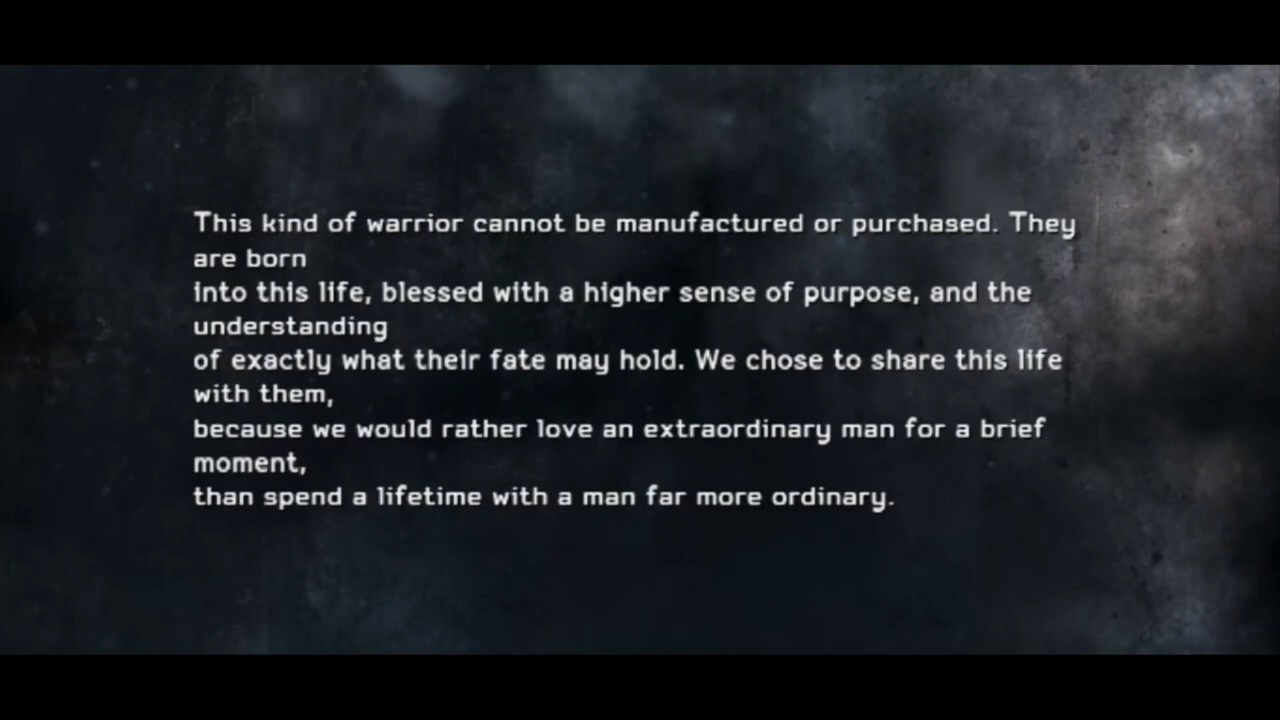 This kind of warrior cannot be manufactured or purchased. They
are born
into this life, blessed with a higher sense of purpose, and the
understanding
of exactly what their fate may hold. We chose to share this life
with them,
because we would rather love an extraordinary man for a brief
moment,
than spend a lifetime with a man far more ordinary.